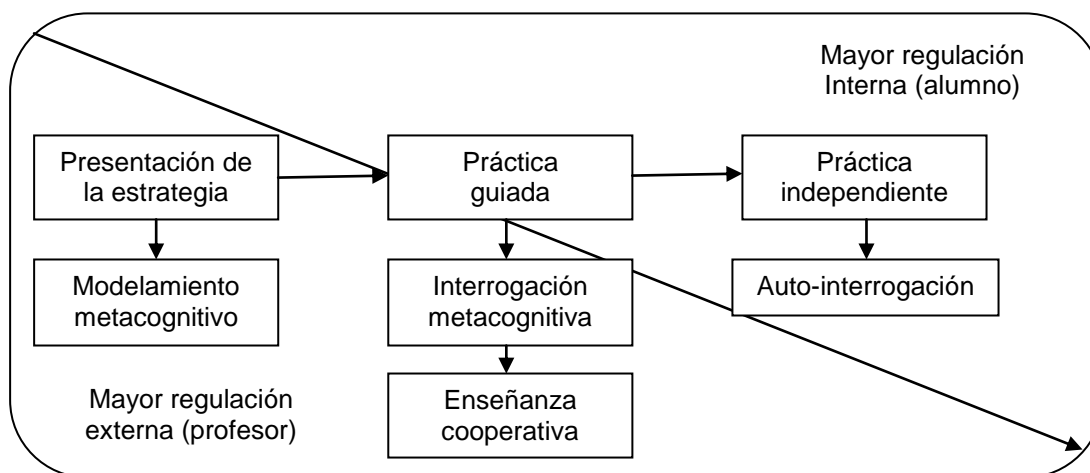 Mayor regulación
Interna (alumno)
Presentación de
la estrategia
Práctica
guiada
Práctica
independiente
Modelamiento
metacognitivo
Interrogación
metacognitiva
Auto-interrogación
Mayor regulación
externa (profesor)
Enseñanza
cooperativa